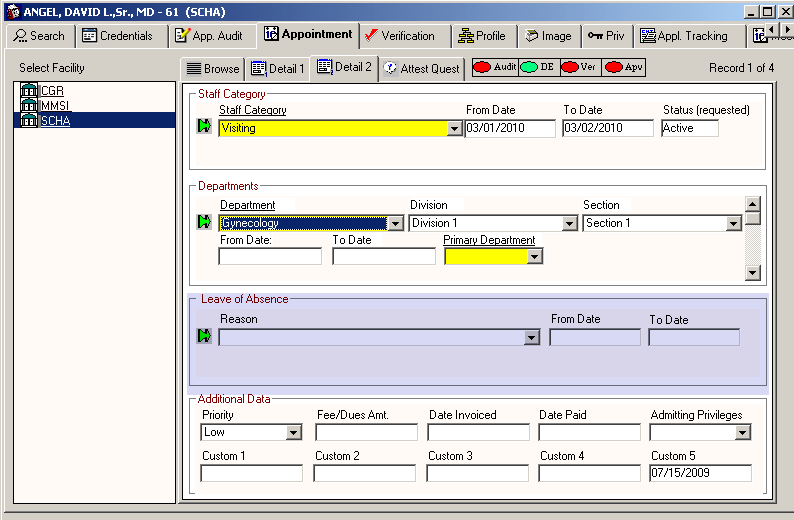 ANGEL, DAVID L.,Sr., MD - 61 (SCHA)
Search Credentials App. Audit Appointment Verification Profile Image Priv Appl. Tracking
Select Facility Browse Detail 1 Detail 2 Attest Quest Audit DE Ver Apv Record 1 of 4
CGR
MMSI
SCHA
Staff Category
Staff Category From Date To Date Status (requested)
Visiting 03/01/2010 03/02/2010 Active
Departments
Department Division Section
Gynecology Division 1 Section 1
From Date: To Date Primary Department
Leave of Absence
Reason From Date To Date
Additional Data
Priority Fee/Dues Amt. Date Invoiced Date Paid Admitting Privileges
Low
Custom 1 Custom 2 Custom 3 Custom 4 Custom 5
07/15/2009